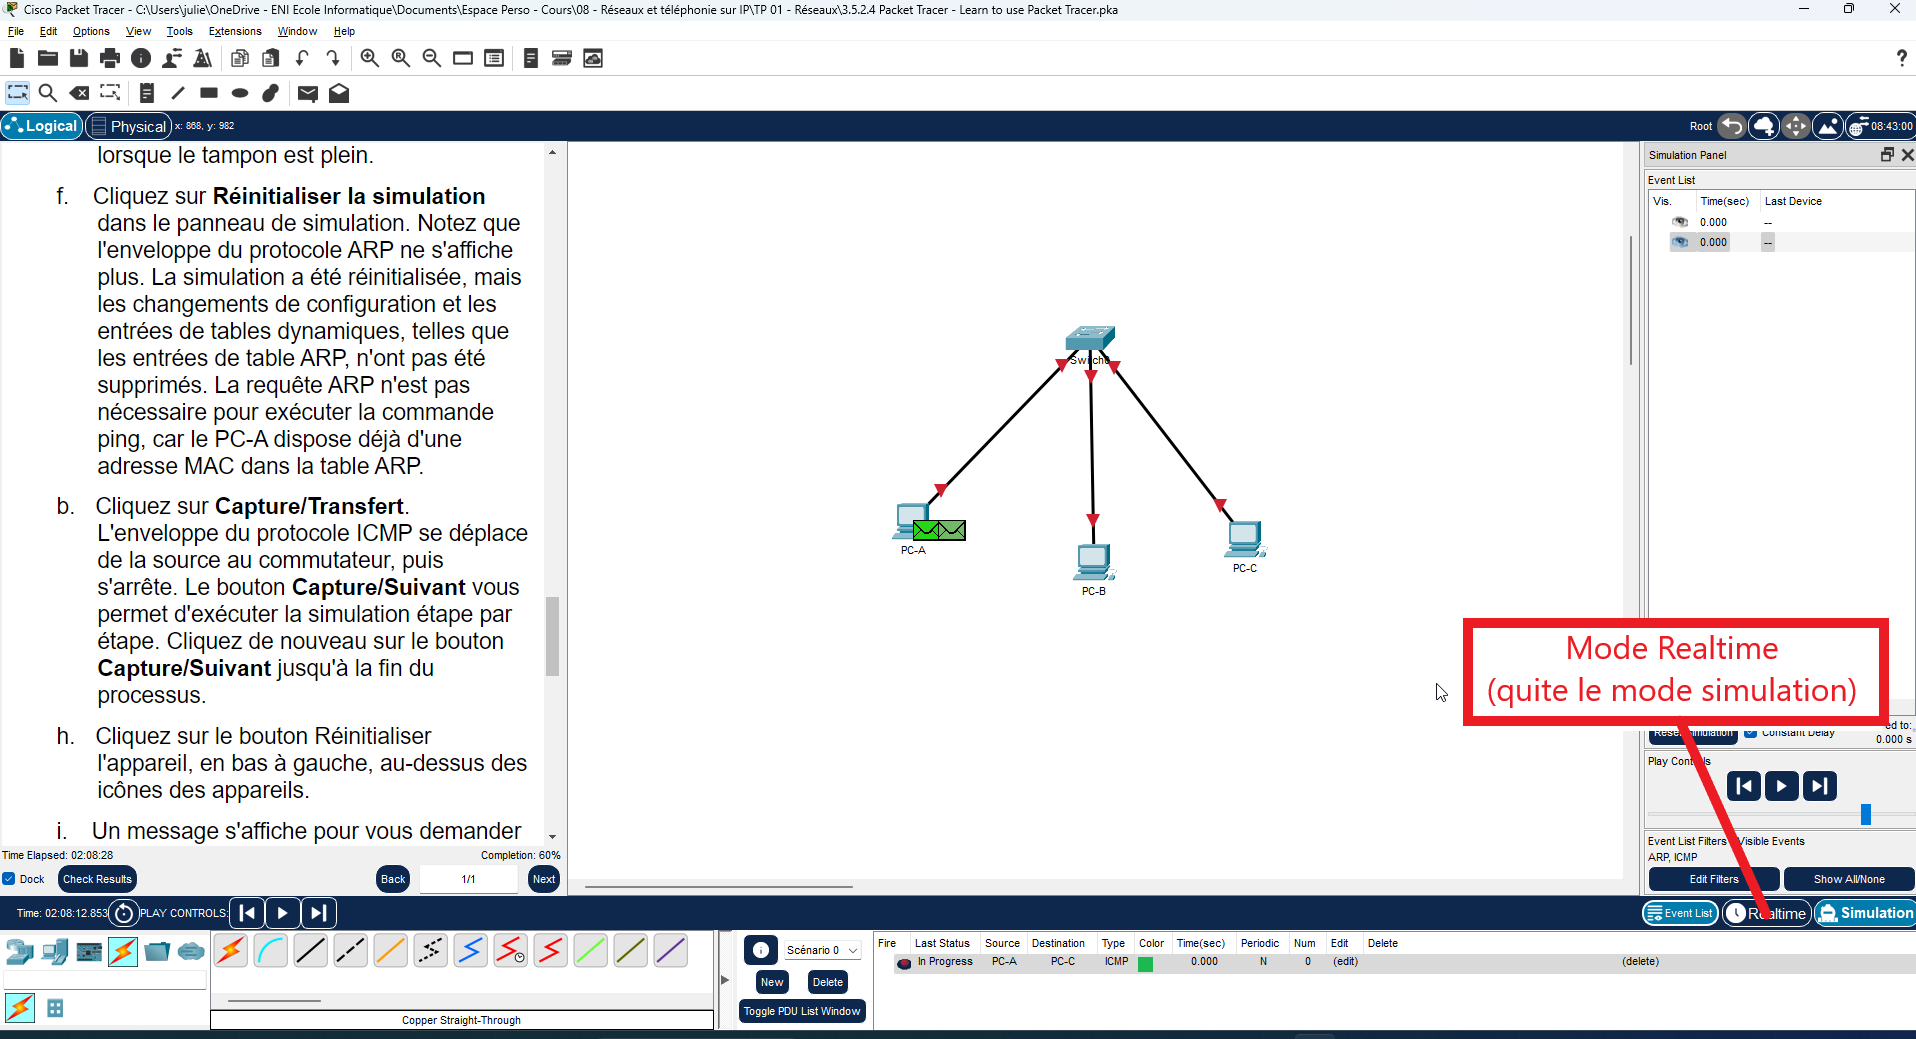 Cisco Packet Tracer - C:\Users\julie\OneDrive - ENI Ecole Informatique\Documents\Espace Perso - Cours\08 - Réseaux et téléphonie sur IP\TP 01 - Réseaux\3.5.2.4 Packet Tracer - Learn to use Packet Tracer.pka
File Edit Options View Tools Extensions Window Help
Logical Physical x: 868, y: 982
Root 08:43:00
lorsque le tampon est plein.
f. Cliquez sur Réinitialiser la simulation
dans le panneau de simulation. Notez que
l'enveloppe du protocole ARP ne s'affiche
plus. La simulation a été réinitialisée, mais
les changements de configuration et les
entrées de tables dynamiques, telles que
les entrées de table ARP, n'ont pas été
supprimés. La requête ARP n'est pas
nécessaire pour exécuter la commande
ping, car le PC-A dispose déjà d'une
adresse MAC dans la table ARP.
b. Cliquez sur Capture/Transfert.
L'enveloppe du protocole ICMP se déplace
de la source au commutateur, puis
s'arrête. Le bouton Capture/Suivant vous
permet d'exécuter la simulation étape par
étape. Cliquez de nouveau sur le bouton
Capture/Suivant jusqu'à la fin du
processus.
h. Cliquez sur le bouton Réinitialiser
l'appareil, en bas à gauche, au-dessus des
icônes des appareils.
i. Un message s'affiche pour vous demander
Time Elapsed: 02:08:28 Completion: 60%
Dock Check Results Back 1/1 Next
Switch0
PC-A
PC-B
PC-C
Simulation Panel
Event List
Vis. Time(sec) Last Device
0.000 --
0.000 --
Mode Realtime
(quite le mode simulation)
ed to:
Constant Delay 0.000 s
Play Controls
Event List Filters Visible Events
ARP, ICMP
Edit Filters Show All/None
Time: 02:08:12.853 PLAY CONTROLS:
Event List Realtime Simulation
Copper Straight-Through
Scénario 0
New Delete
Toggle PDU List Window
Fire Last Status Source Destination Type Color Time(sec) Periodic Num Edit Delete
In Progress PC-A PC-C ICMP 0.000 N 0 (edit) (delete)